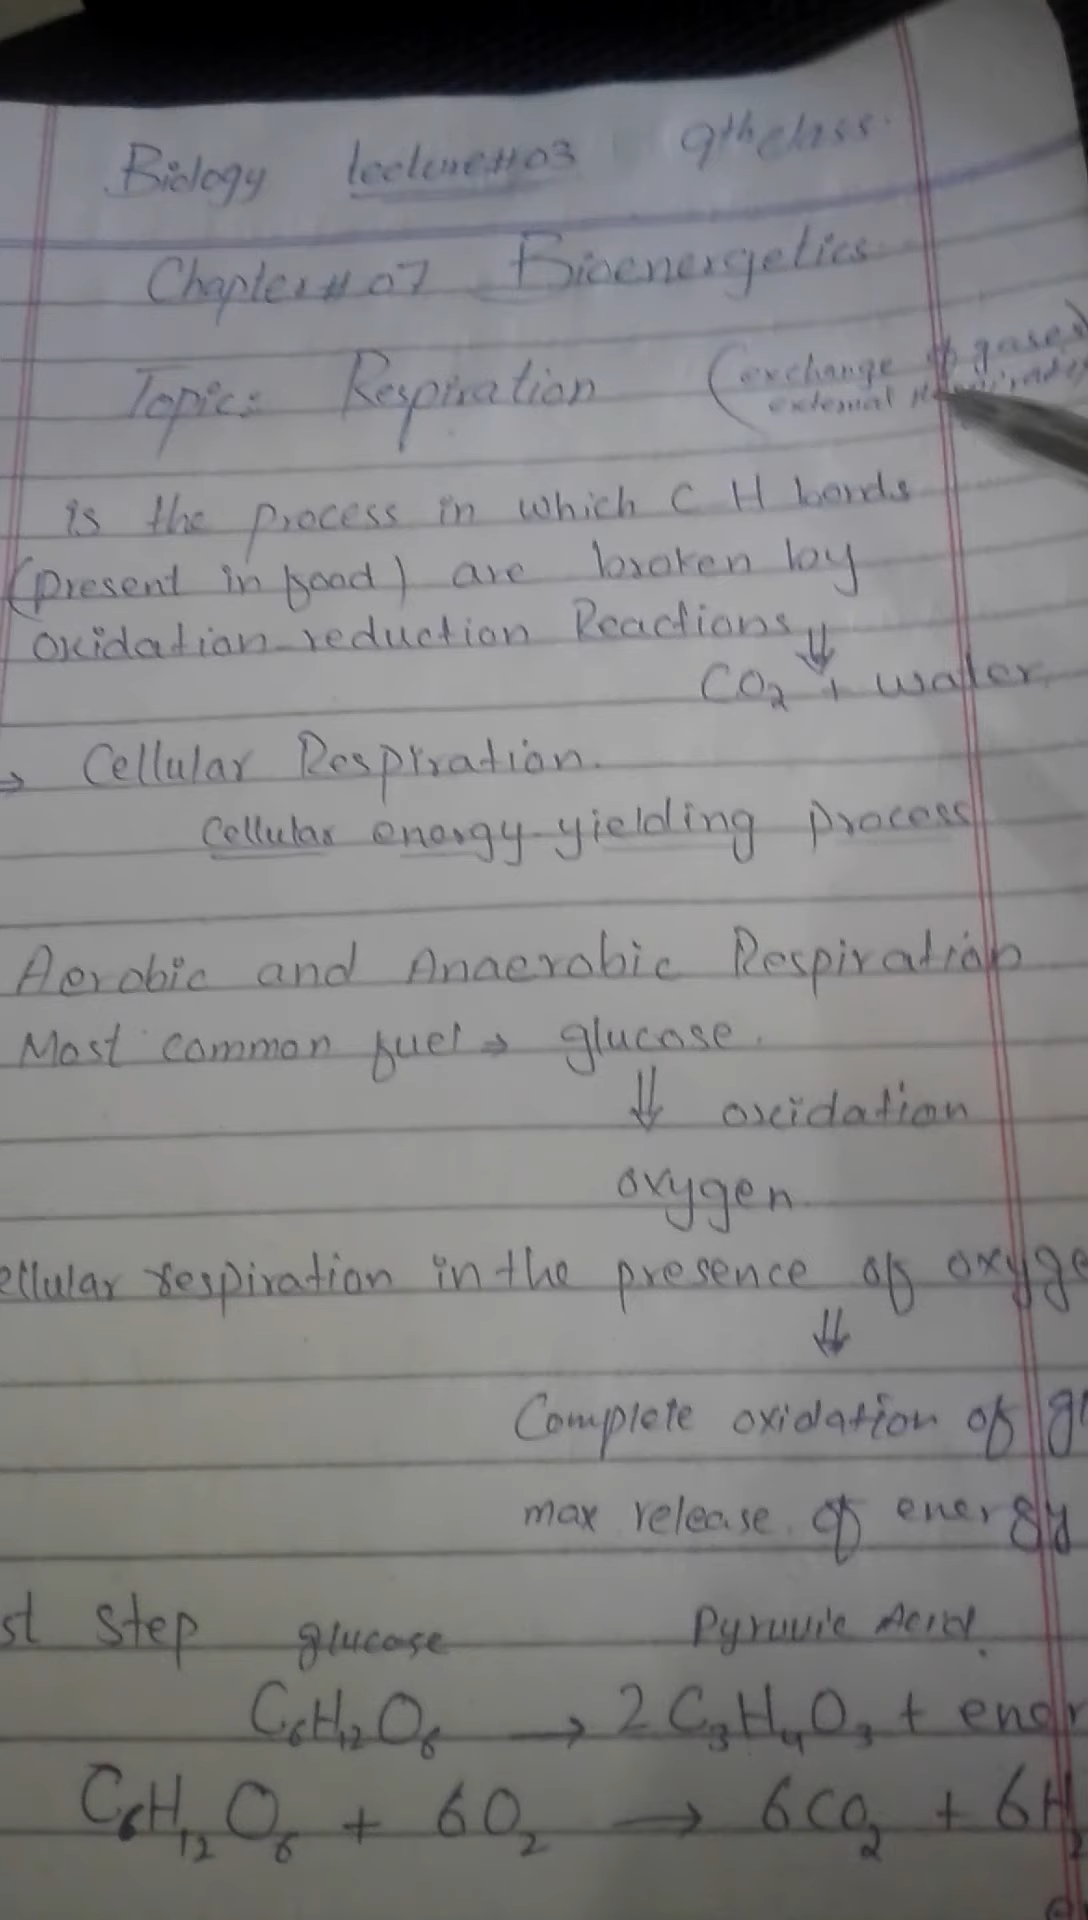 Biology lecture#03 9th class.
Chapter # 07 Bioenergetics
Topic: Respiration (exchange of gases)
external
is the process in which C H bonds
(present in food) are broken by
oxidation-reduction Reactions
CO2 + water
→ Cellular Respiration.
Cellular energy-yielding process
Aerobic and Anaerobic Respiration
Most common fuel → glucose.
⇓ oxidation
oxygen
ellular respiration in the presence of oxyge
⇓
Complete oxidation of gl
max release of energy
st step glucose Pyruvic Acid.
C6H12O6 → 2C3H4O3 + ener
C6H12O6 + 6O2 → 6CO2 + 6H2